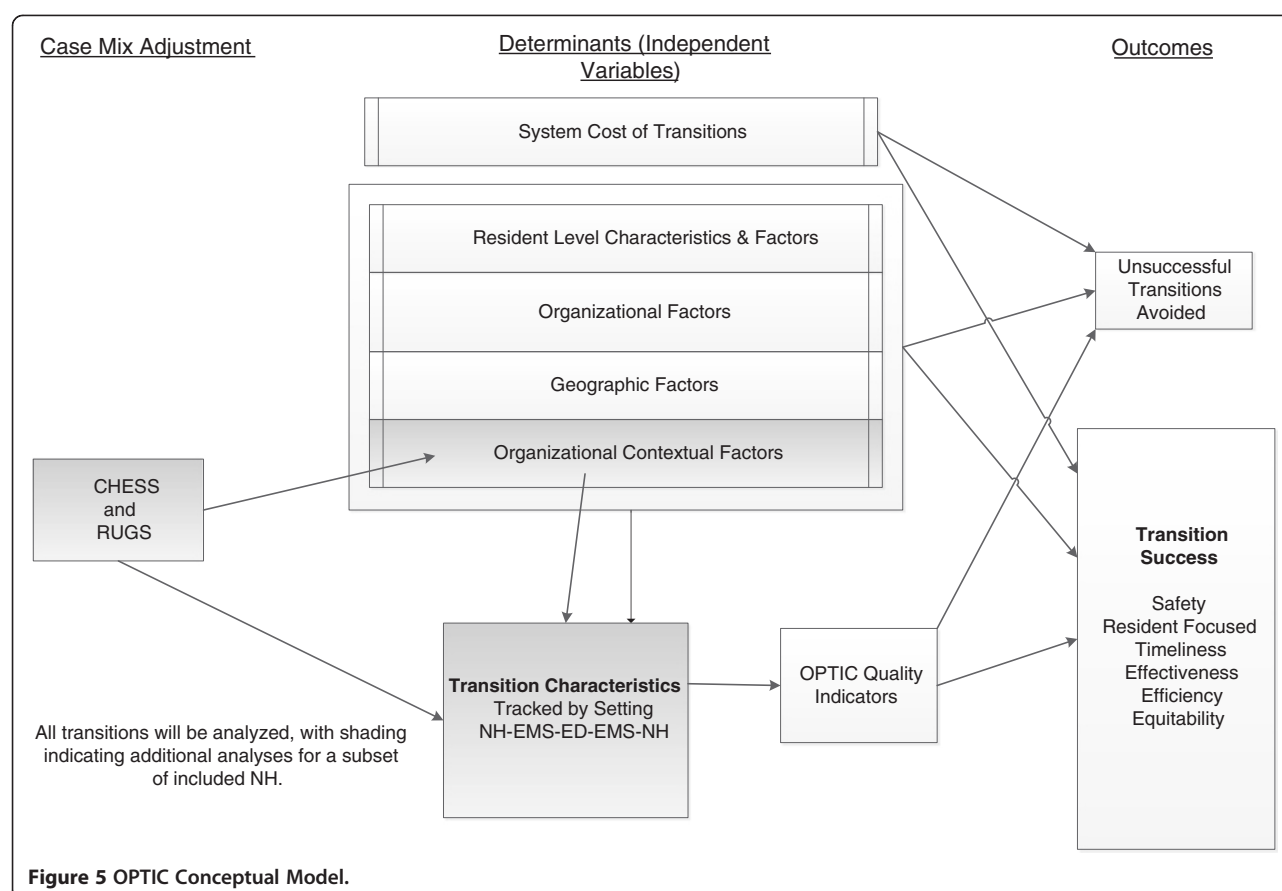 Case Mix Adjustment
Determinants (Independent
Variables)
Outcomes
System Cost of Transitions
Resident Level Characteristics & Factors
Organizational Factors
Geographic Factors
Organizational Contextual Factors
Unsuccessful
Transitions
Avoided
CHESS
and
RUGS
Transition
Success
Safety
Resident Focused
Timeliness
Effectiveness
Efficiency
Equitability
Transition Characteristics
Tracked by Setting
NH-EMS-ED-EMS-NH
OPTIC Quality
Indicators
All transitions will be analyzed, with shading
indicating additional analyses for a subset
of included NH.
Figure 5 OPTIC Conceptual Model.